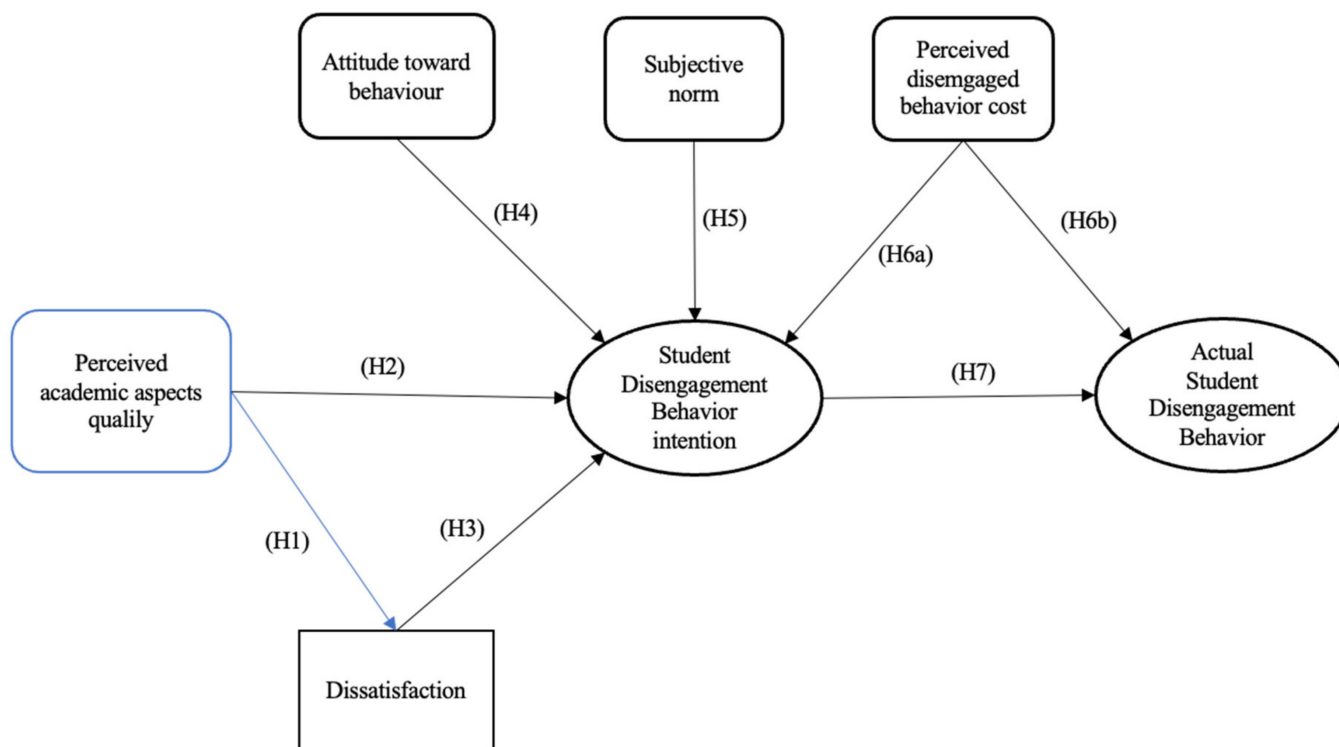 Attitude toward
behaviour
Subjective
norm
Perceived
disemgaged
behavior cost
(H4)
(H5)
(H6a)
(H6b)
Perceived
academic aspects
qualily
(H2)
Student
Disengagement
Behavior
intention
(H7)
Actual
Student
Disengagement
Behavior
(H1)
(H3)
Dissatisfaction